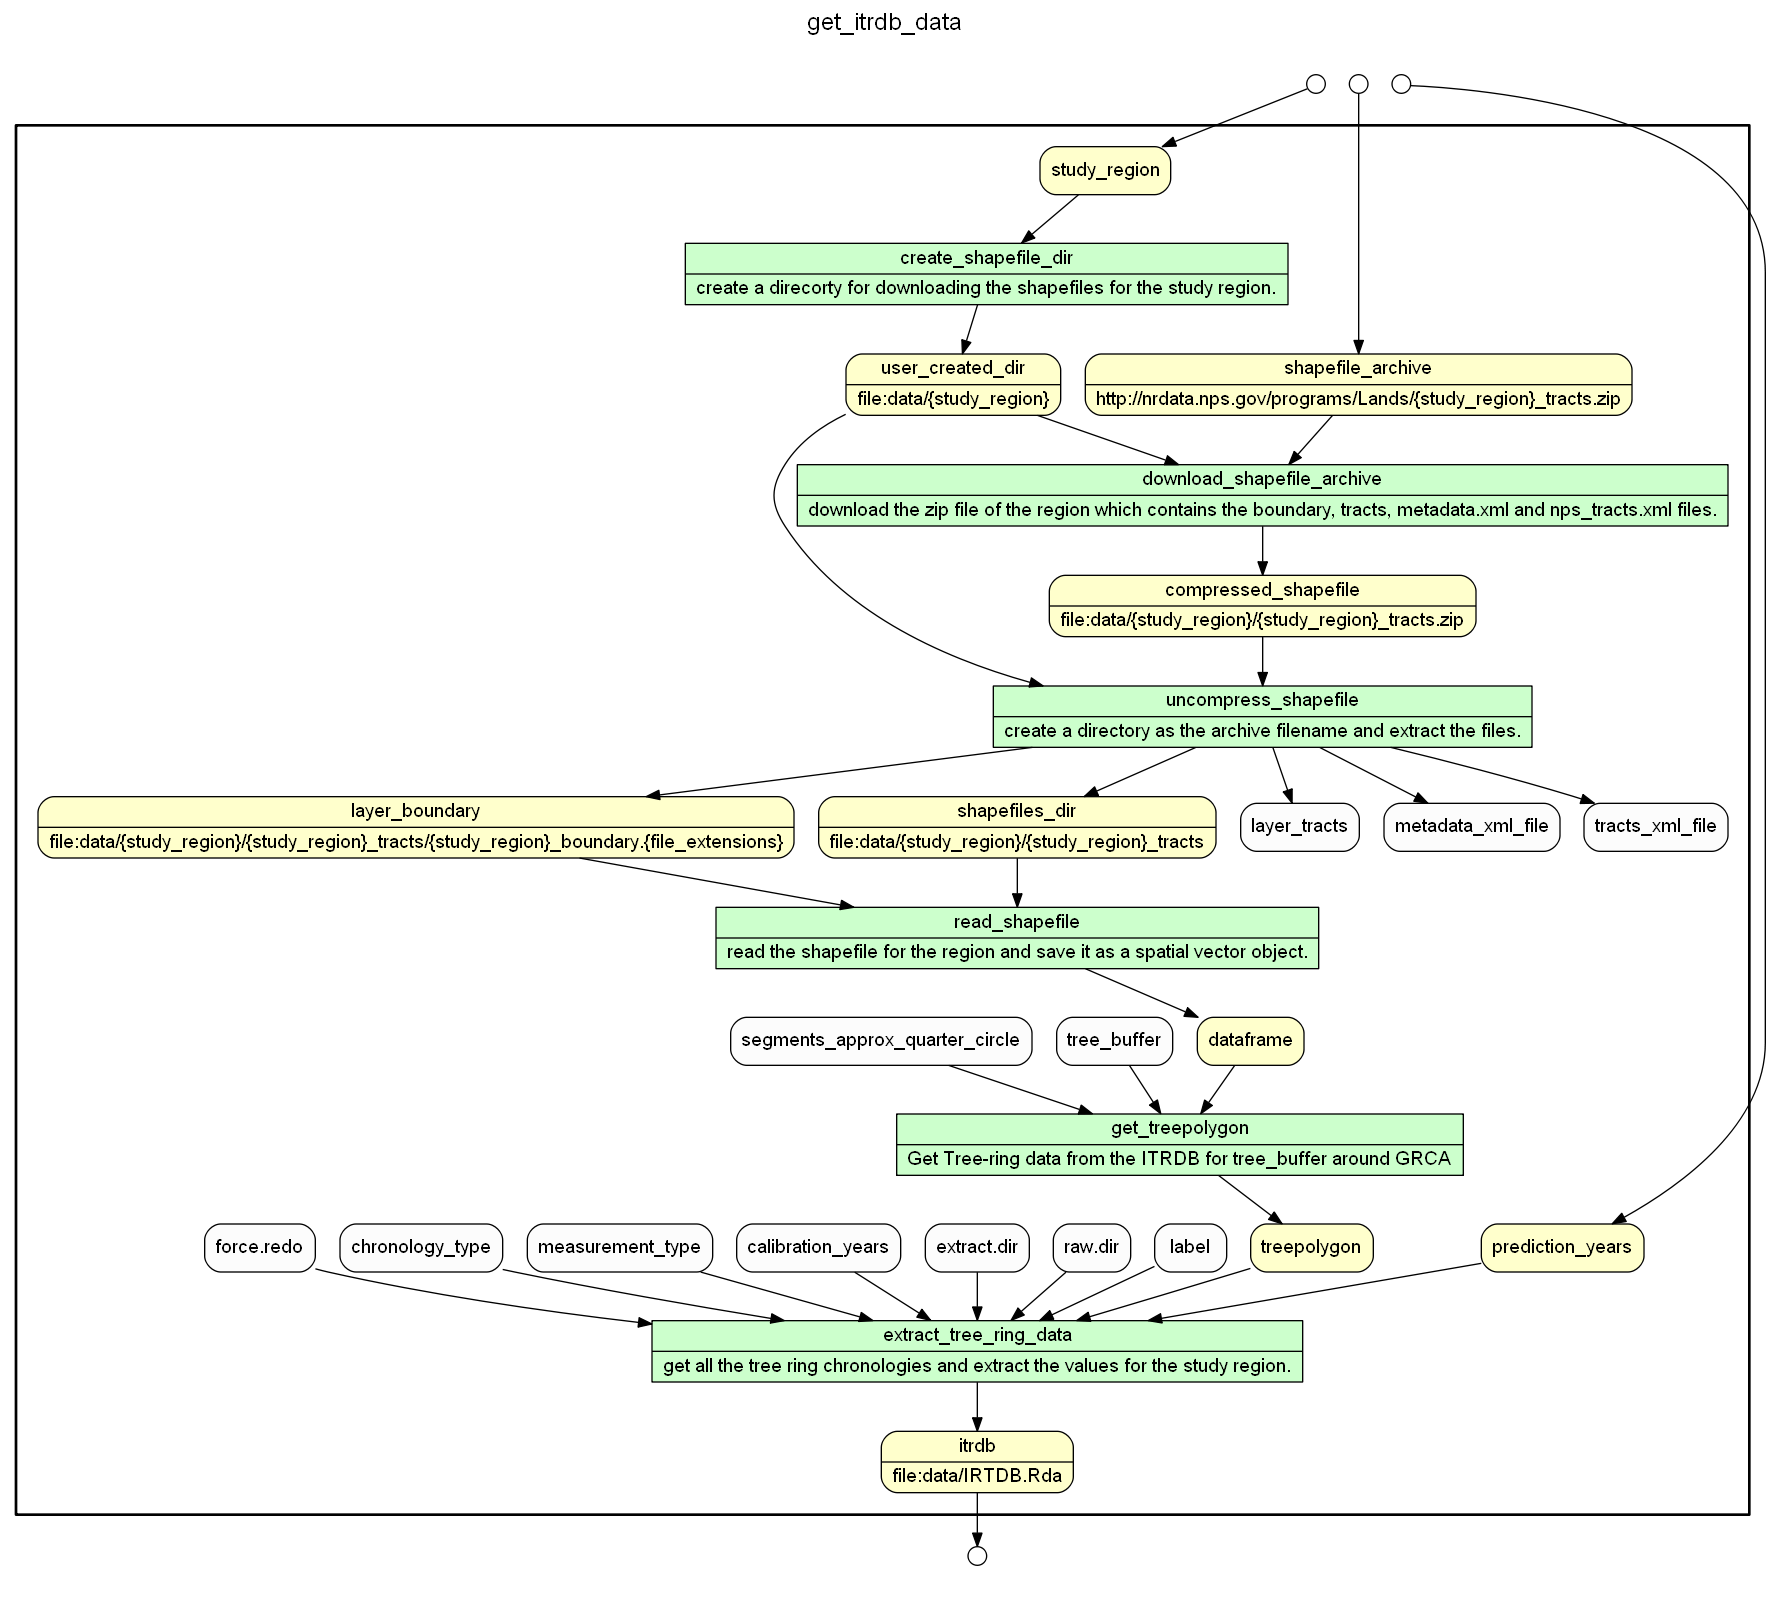 get_itrdb_data
study_region
create_shapefile_dir
create a direcorty for downloading the shapefiles for the study region.
user_created_dir
file:data/{study_region}
shapefile_archive
http://nrdata.nps.gov/programs/Lands/{study_region}_tracts.zip
download_shapefile_archive
download the zip file of the region which contains the boundary, tracts, metadata.xml and nps_tracts.xml files.
compressed_shapefile
file:data/{study_region}/{study_region}_tracts.zip
uncompress_shapefile
create a directory as the archive filename and extract the files.
layer_boundary
file:data/{study_region}/{study_region}_tracts/{study_region}_boundary.{file_extensions}
shapefiles_dir
file:data/{study_region}/{study_region}_tracts
layer_tracts
metadata_xml_file
tracts_xml_file
read_shapefile
read the shapefile for the region and save it as a spatial vector object.
segments_approx_quarter_circle
tree_buffer
dataframe
get_treepolygon
Get Tree-ring data from the ITRDB for tree_buffer around GRCA
force.redo
chronology_type
measurement_type
calibration_years
extract.dir
raw.dir
label
treepolygon
prediction_years
extract_tree_ring_data
get all the tree ring chronologies and extract the values for the study region.
itrdb
file:data/IRTDB.Rda